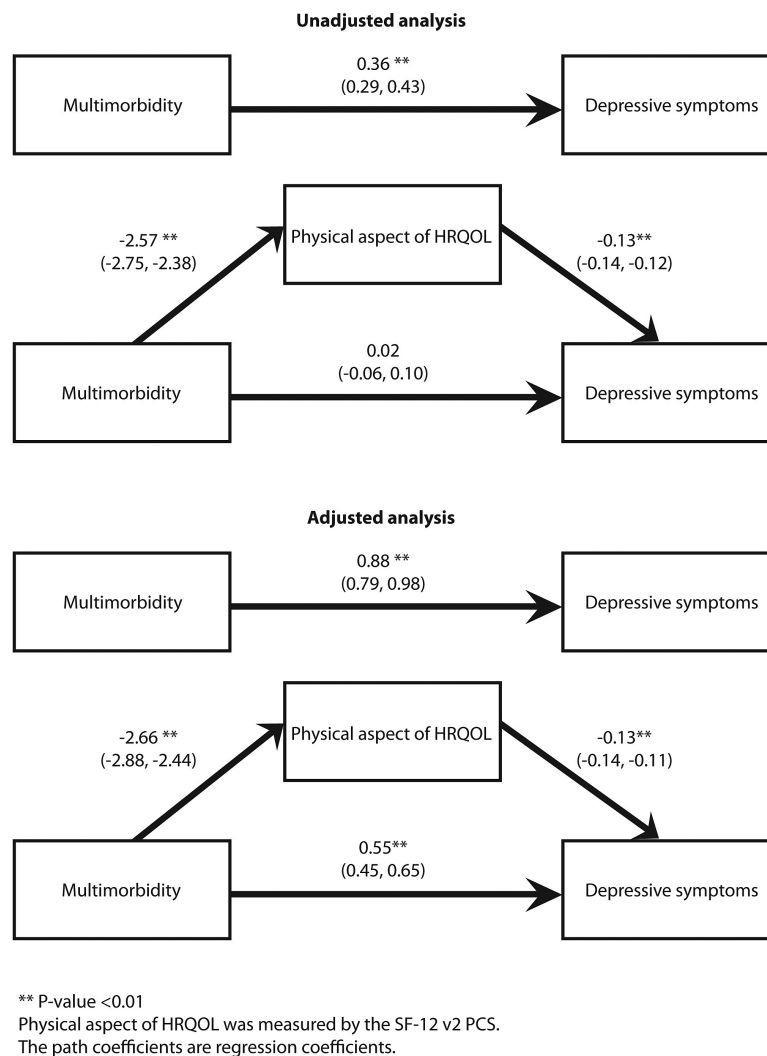 Unadjusted analysis
0.36 **
(0.29, 0.43)
Multimorbidity
Depressive symptoms
Physical aspect of HRQOL
-2.57 **
(-2.75, -2.38)
-0.13**
(-0.14, -0.12)
0.02
(-0.06, 0.10)
Multimorbidity
Depressive symptoms
Adjusted analysis
0.88 **
(0.79, 0.98)
Multimorbidity
Depressive symptoms
Physical aspect of HRQOL
-2.66 **
(-2.88, -2.44)
-0.13**
(-0.14, -0.11)
0.55**
(0.45, 0.65)
Multimorbidity
Depressive symptoms
** P-value <0.01
Physical aspect of HRQOL was measured by the SF-12 v2 PCS.
The path coefficients are regression coefficients.